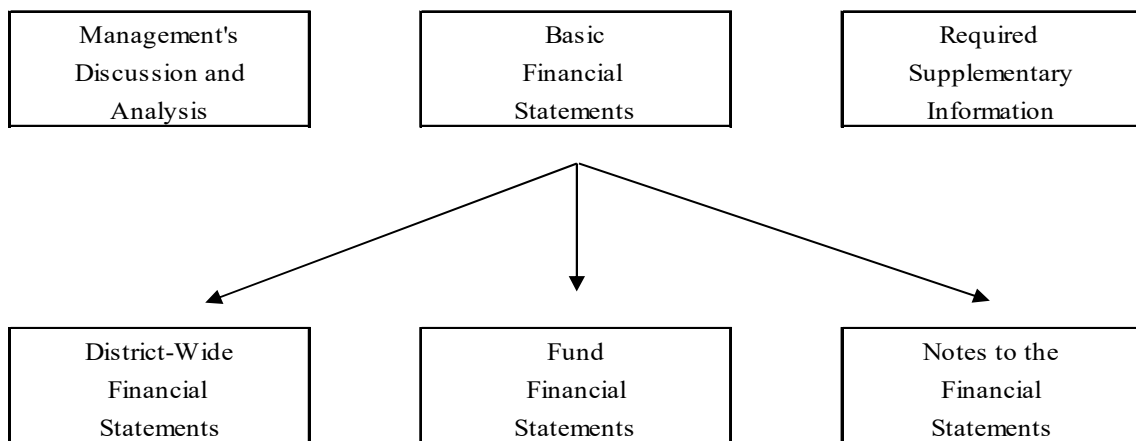 Management's
Discussion and
Analysis
Basic
Financial
Statements
Required
Supplementary
Information
District-Wide
Financial
Statements
Fund
Financial
Statements
Notes to the
Financial
Statements